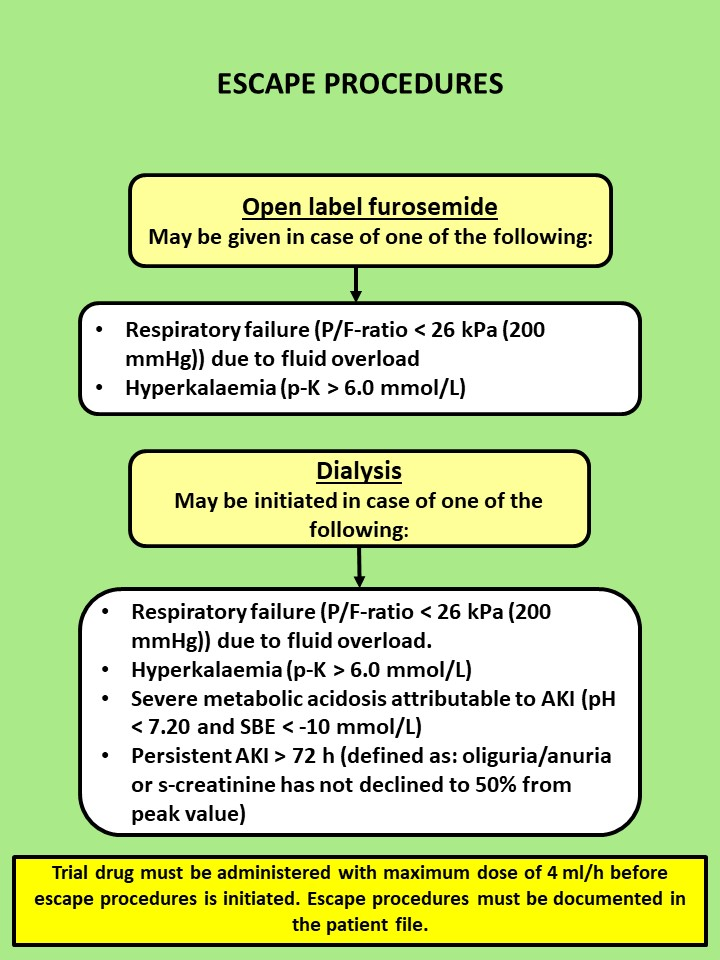 ESCAPE PROCEDURES
Open label furosemide
May be given in case of one of the following:
• Respiratory failure (P/F-ratio < 26 kPa (200
mmHg)) due to fluid overload
• Hyperkalaemia (p-K > 6.0 mmol/L)
Dialysis
May be initiated in case of one of the
following:
• Respiratory failure (P/F-ratio < 26 kPa (200
mmHg)) due to fluid overload.
• Hyperkalaemia (p-K > 6.0 mmol/L)
• Severe metabolic acidosis attributable to AKI (pH
< 7.20 and SBE < -10 mmol/L)
• Persistent AKI > 72 h (defined as: oliguria/anuria
or s-creatinine has not declined to 50% from
peak value)
Trial drug must be administered with maximum dose of 4 ml/h before
escape procedures is initiated. Escape procedures must be documented in
the patient file.